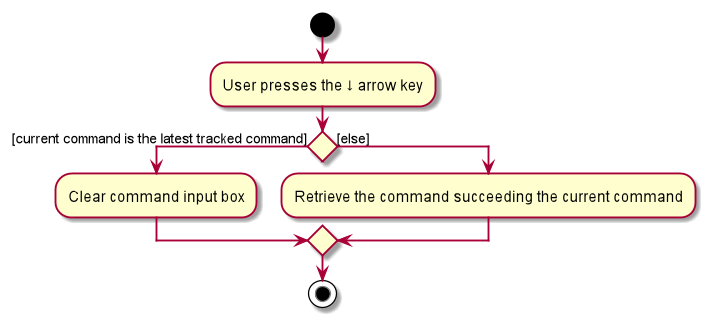 User presses the ↓ arrow key
[current command is the latest tracked command]
[else]
Clear command input box
Retrieve the command succeeding the current command